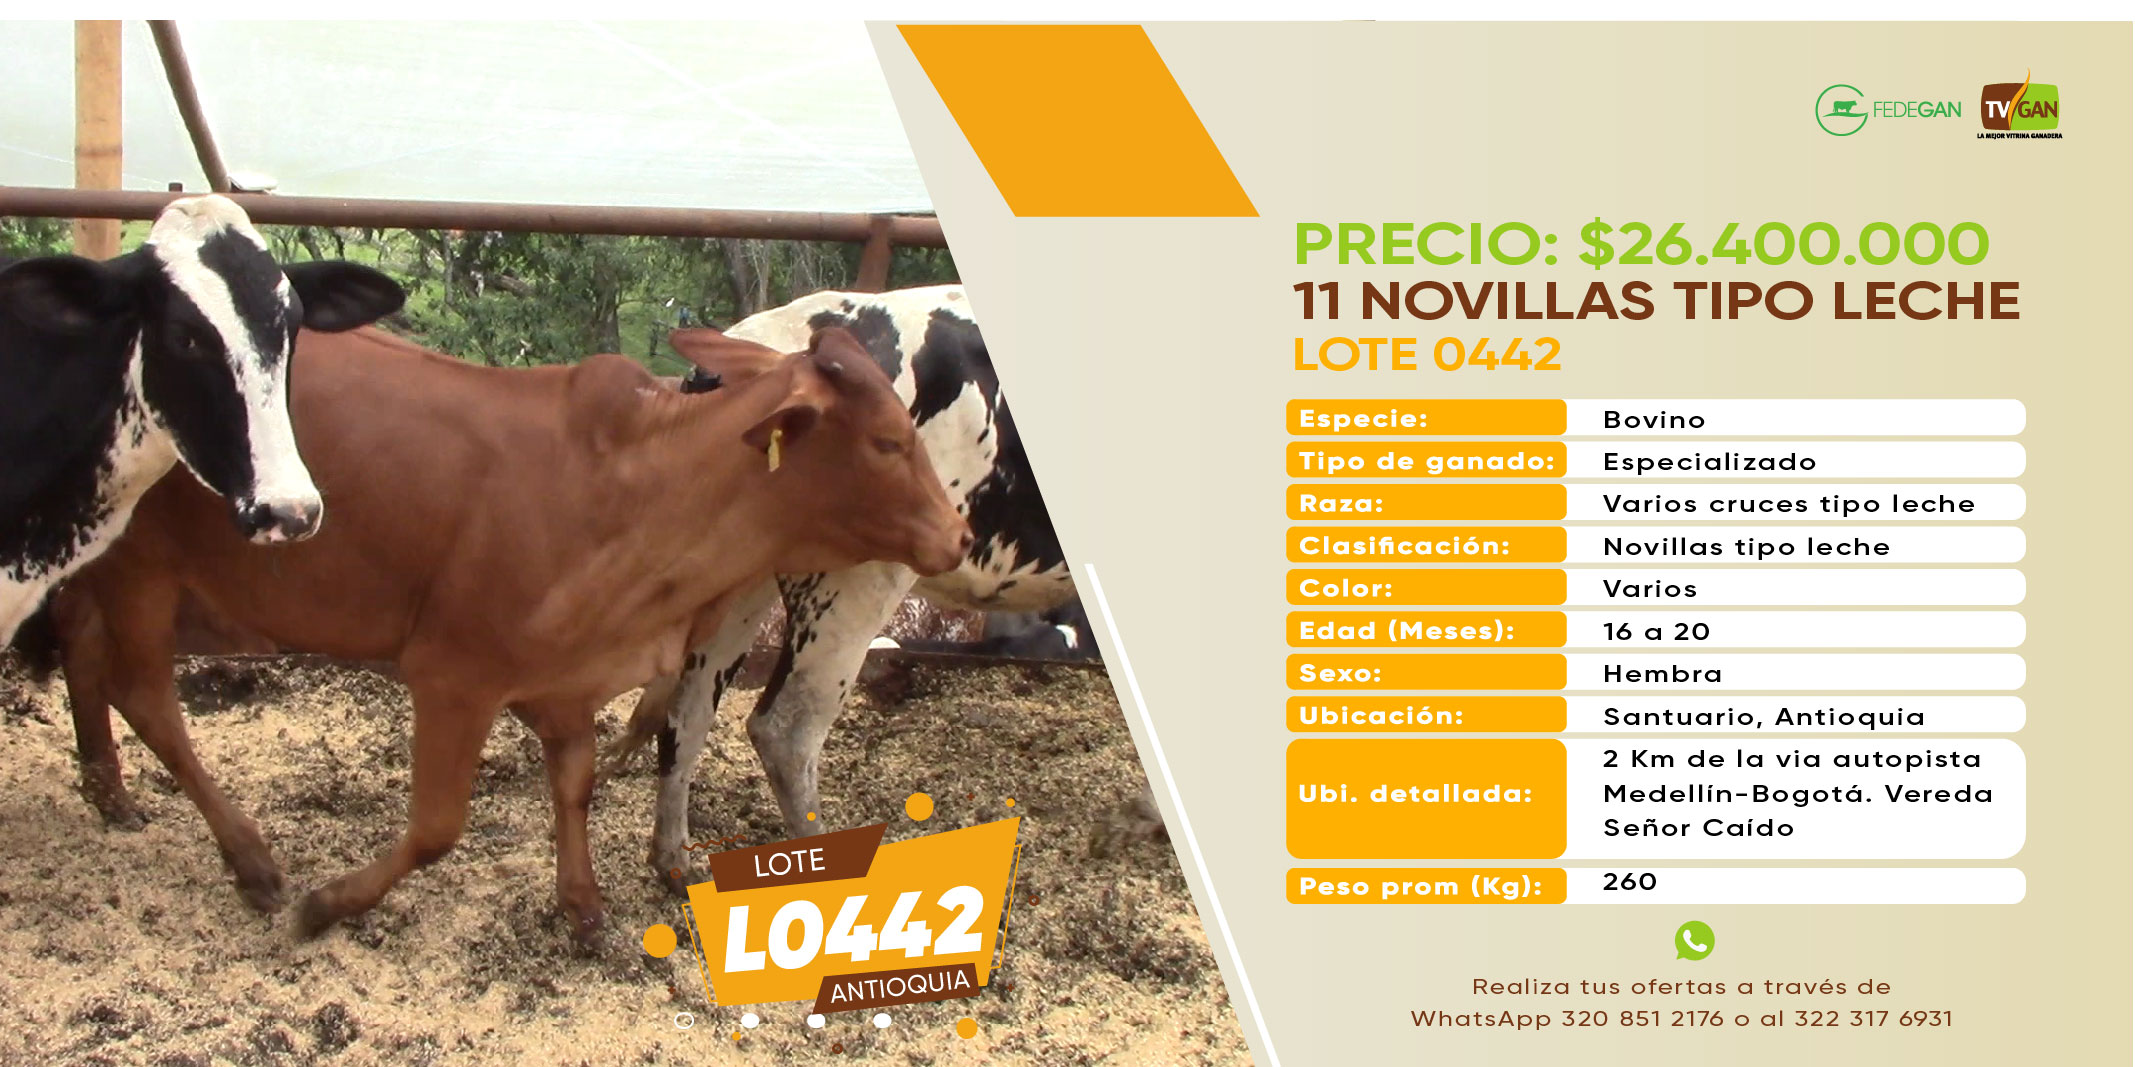 FEDEGAN
TV GAN
LA MEJOR VITRINA GANADERA
PRECIO: $26.400.000
11 NOVILLAS TIPO LECHE
LOTE 0442
Especie: Bovino
Tipo de ganado: Especializado
Raza: Varios cruces tipo leche
Clasificación: Novillas tipo leche
Color: Varios
Edad (Meses): 16 a 20
Sexo: Hembra
Ubicación: Santuario, Antioquia
Ubi. detallada: 2 Km de la via autopista
Medellín-Bogotá. Vereda
Señor Caído
Peso prom (Kg): 260
Realiza tus ofertas a través de
WhatsApp 320 851 2176 o al 322 317 6931
LOTE
L0442
ANTIOQUIA